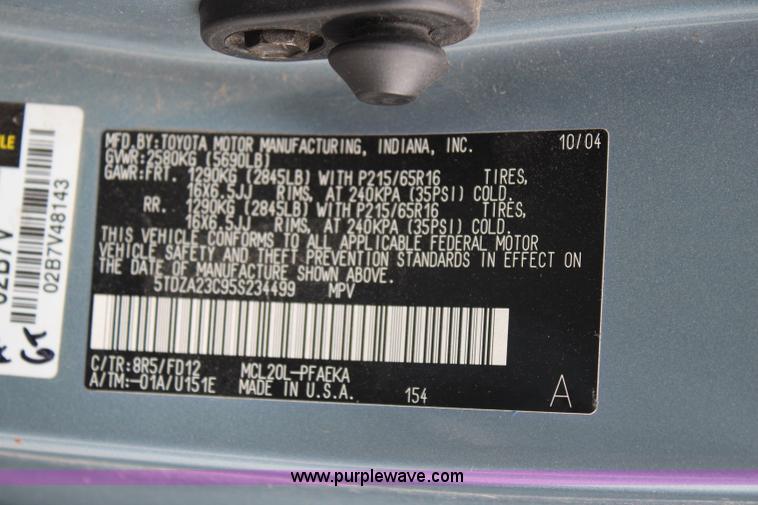 MFD.BY:TOYOTA MOTOR MANUFACTURING, INDIANA, INC. 10/04
GVWR:2580KG (5690LB)
GAWR:FRT. 1290KG (2845LB) WITH P215/65R16 TIRES,
16X6.5JJ RIMS, AT 240KPA (35PSI) COLD.
RR. 1290KG (2845LB) WITH P215/65R16 TIRES,
16X6.5JJ RIMS, AT 240KPA (35PSI) COLD.
THIS VEHICLE CONFORMS TO ALL APPLICABLE FEDERAL MOTOR
VEHICLE SAFETY AND THEFT PREVENTION STANDARDS IN EFFECT ON
THE DATE OF MANUFACTURE SHOWN ABOVE.
5TDZA23C95S234499 MPV
C/TR:8R5/FD12 MCL20L-PFAEKA
A/TM:-01A/U151E MADE IN U.S.A. 154 A
02B7V48143
www.purplewave.com